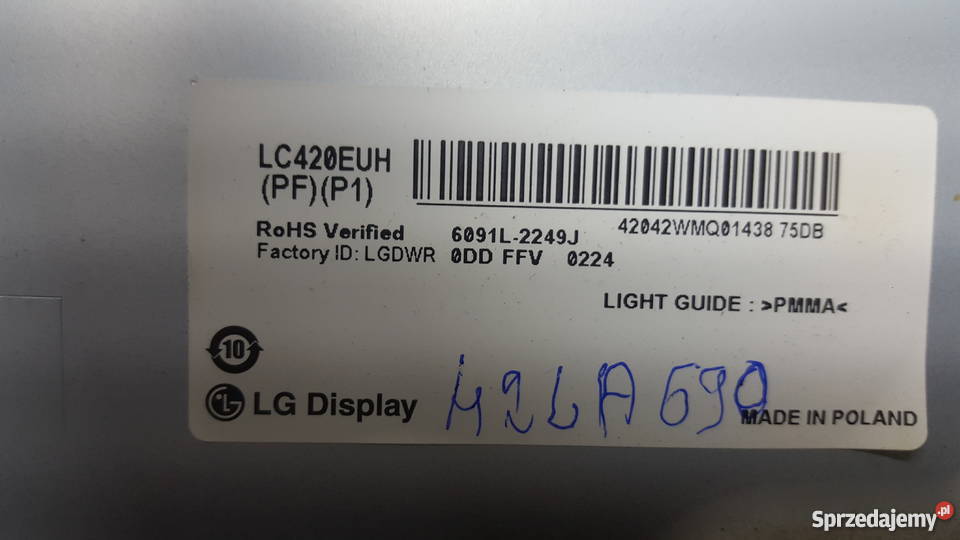 LC420EUH
(PF)(P1)
RoHS Verified 6091L-2249J 42042WMQ01438 75DB
Factory ID: LGDWR 0DD FFV 0224
LIGHT GUIDE : >PMMA<
10
LG Display 42LA690
MADE IN POLAND
Sprzedajemy.pl